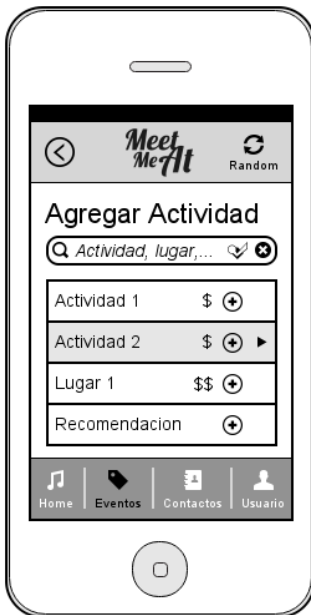 Meet
Me At
Random
Agregar Actividad
Actividad, lugar,...
Actividad 1 $
Actividad 2 $
Lugar 1 $$
Recomendacion
Home Eventos Contactos Usuario